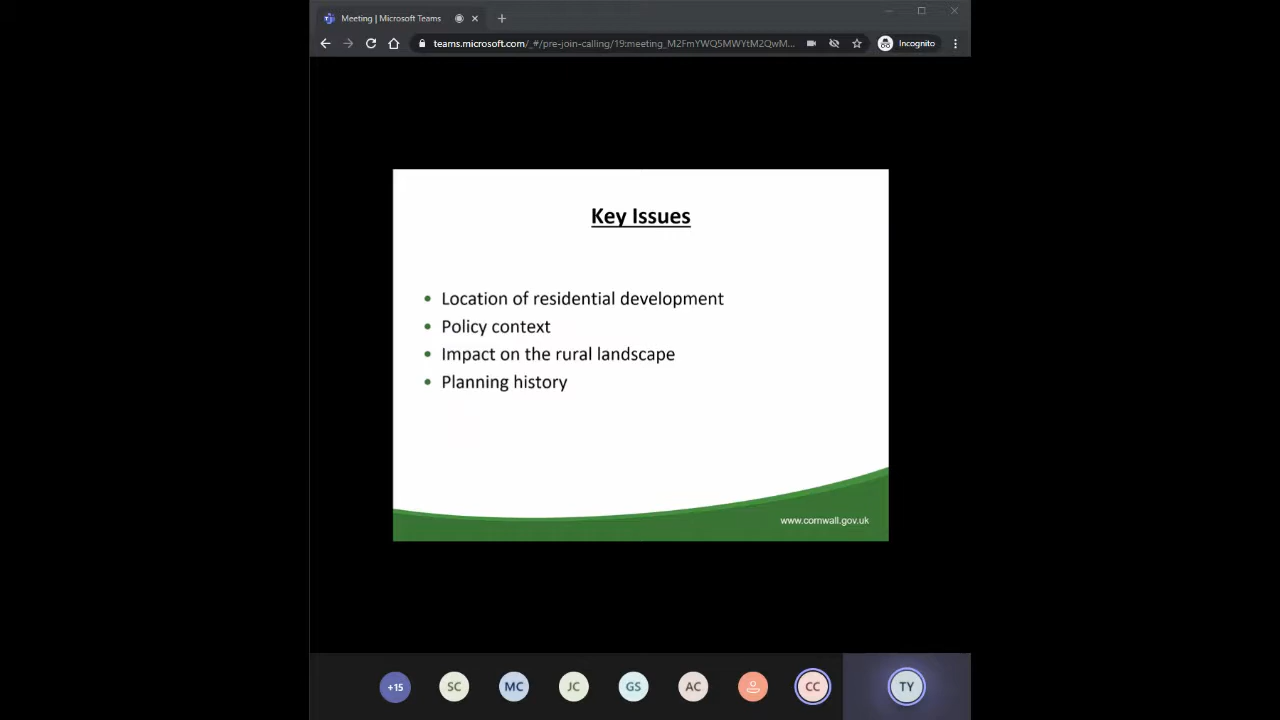 Meeting | Microsoft Teams
teams.microsoft.com/_#/pre-join-calling/19:meeting_M2FmYWQ5MWYtM2QwM...
Incognito
Key Issues
• Location of residential development
• Policy context
• Impact on the rural landscape
• Planning history
www.cornwall.gov.uk
+15 SC MC JC GS AC CC TY